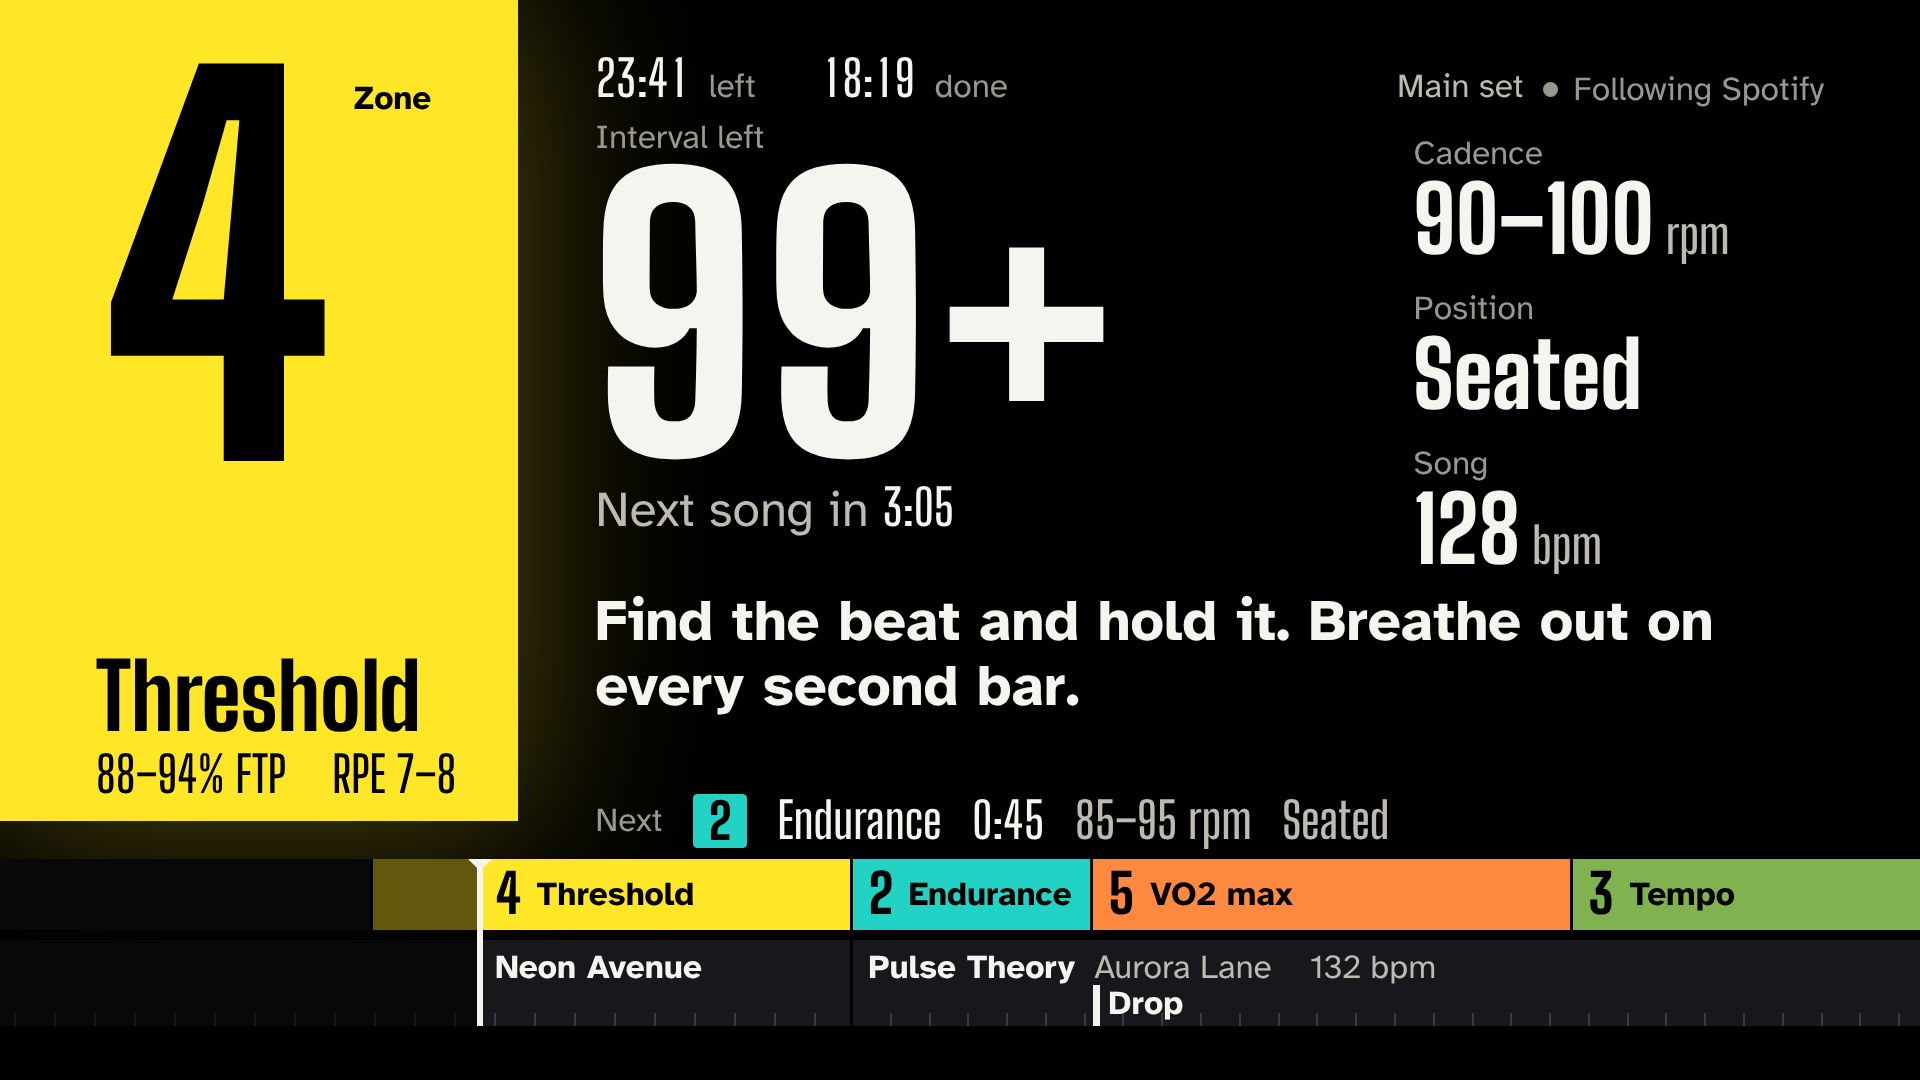 4 Zone
Threshold
88–94% FTP RPE 7–8
23:41 left 18:19 done
Interval left
99+
Next song in 3:05
Main set • Following Spotify
Cadence
90–100 rpm
Position
Seated
Song
128 bpm
Find the beat and hold it. Breathe out on
every second bar.
Next 2 Endurance 0:45 85–95 rpm Seated
4 Threshold 2 Endurance 5 VO2 max 3 Tempo
Neon Avenue Pulse Theory Aurora Lane 132 bpm
Drop